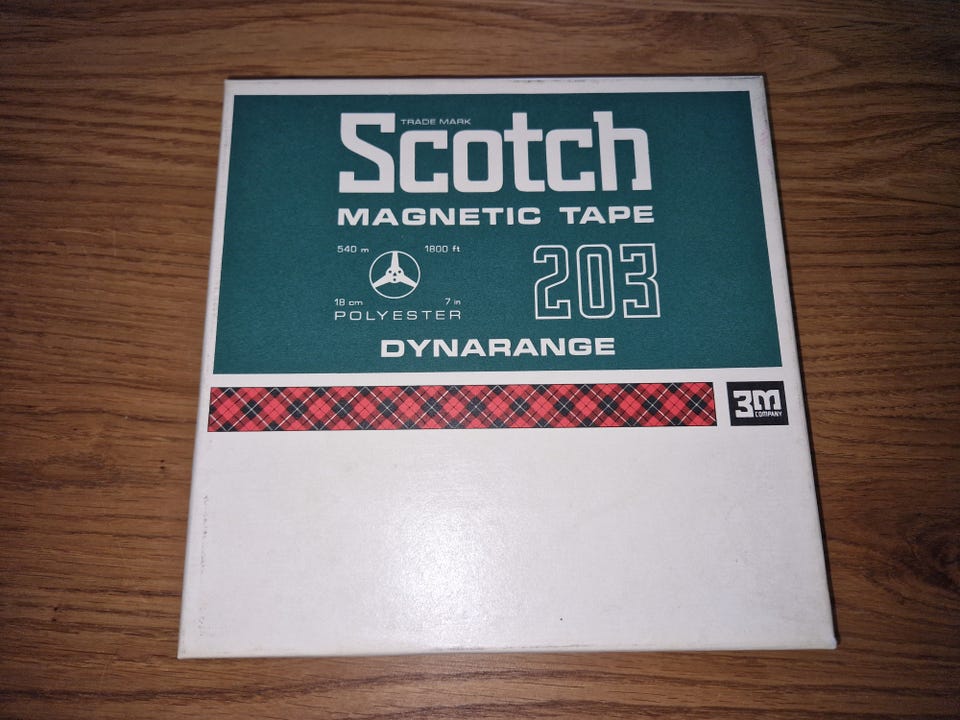 TRADE MARK
Scotch
MAGNETIC TAPE
540 m 1800 ft
203
18 cm 7 in
POLYESTER
DYNARANGE
3M
COMPANY